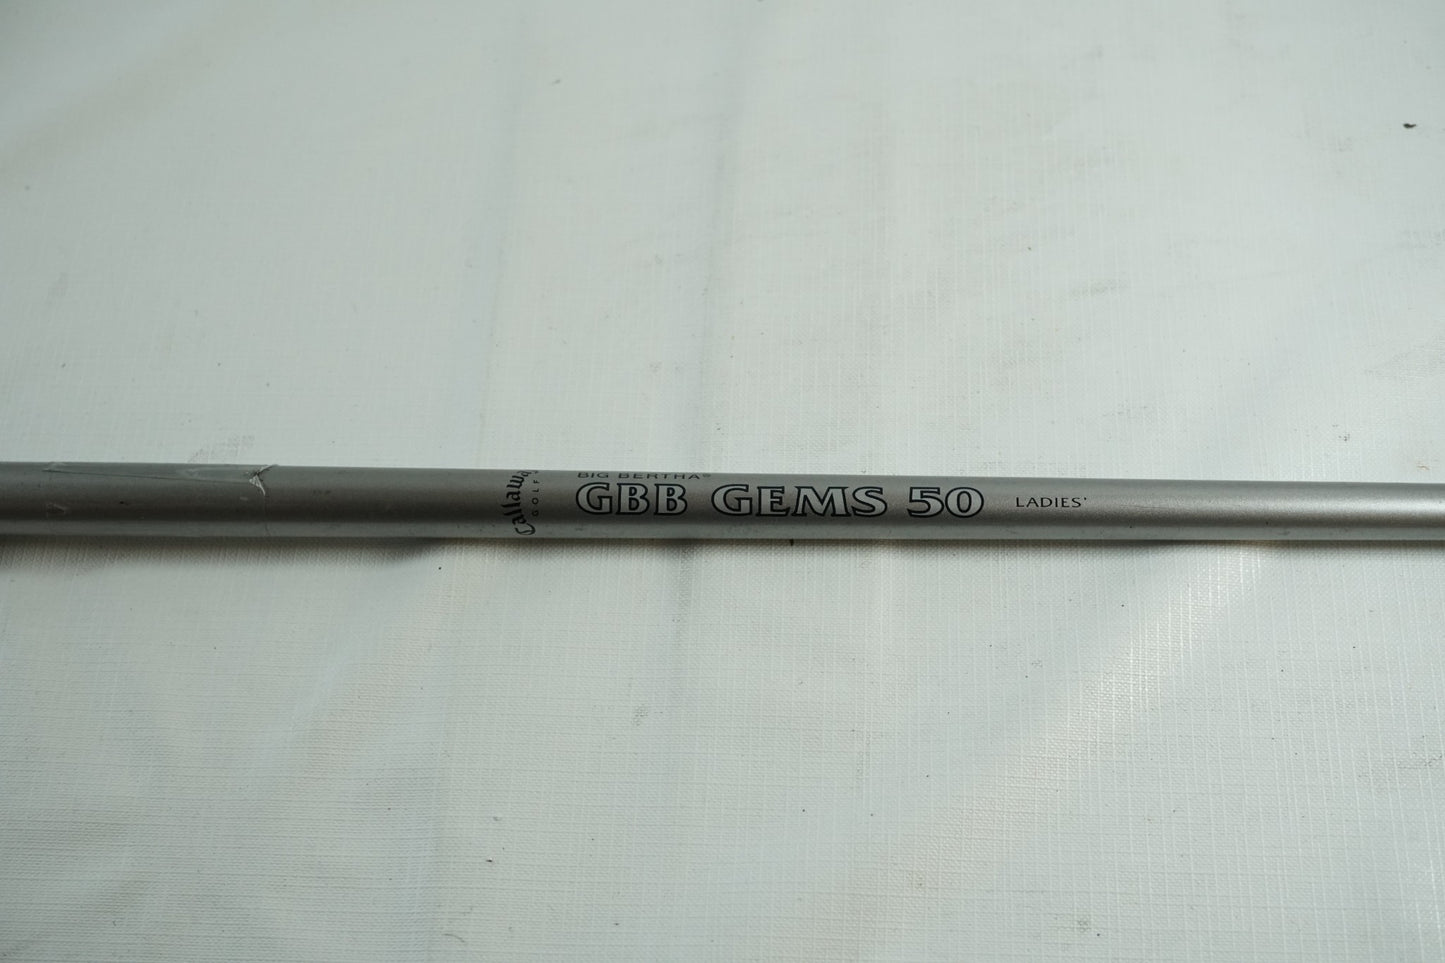 Callaway
GOLF
BIG BERTHA®
GBB GEMS 50 LADIES'